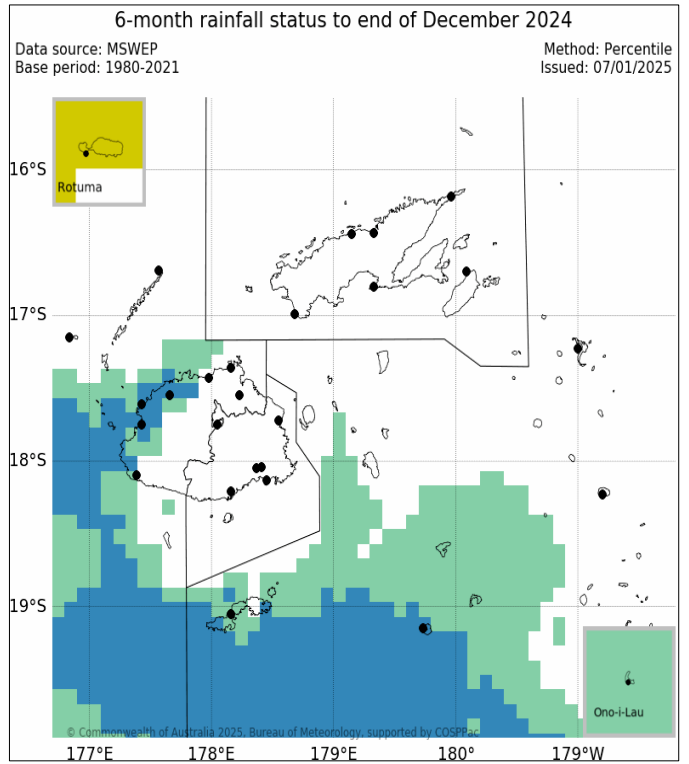 6-month rainfall status to end of December 2024
Data source: MSWEP
Method: Percentile
Base period: 1980-2021
Issued: 07/01/2025
16°S
Rotuma
17°S
18°S
19°S
Ono-i-Lau
© Commonwealth of Australia 2025, Bureau of Meteorology, supported by COSPPac
177°E
178°E
179°E
180°
179°W